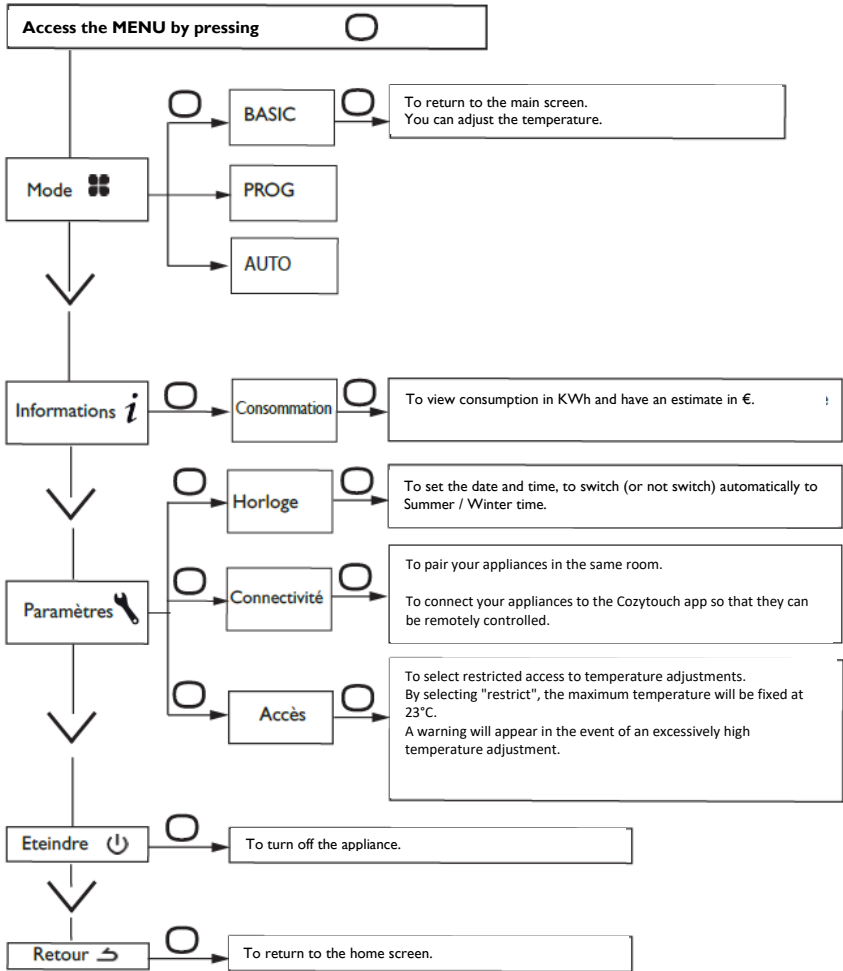 Access the MENU by pressing
BASIC
To return to the main screen.
You can adjust the temperature.
Mode
PROG
AUTO
Informations i
Consommation
To view consumption in KWh and have an estimate in €.
Horloge
To set the date and time, to switch (or not switch) automatically to
Summer / Winter time.
Paramètres
Connectivité
To pair your appliances in the same room.
To connect your appliances to the Cozytouch app so that they can
be remotely controlled.
Accès
To select restricted access to temperature adjustments.
By selecting "restrict", the maximum temperature will be fixed at
23°C.
A warning will appear in the event of an excessively high
temperature adjustment.
Eteindre
To turn off the appliance.
Retour
To return to the home screen.